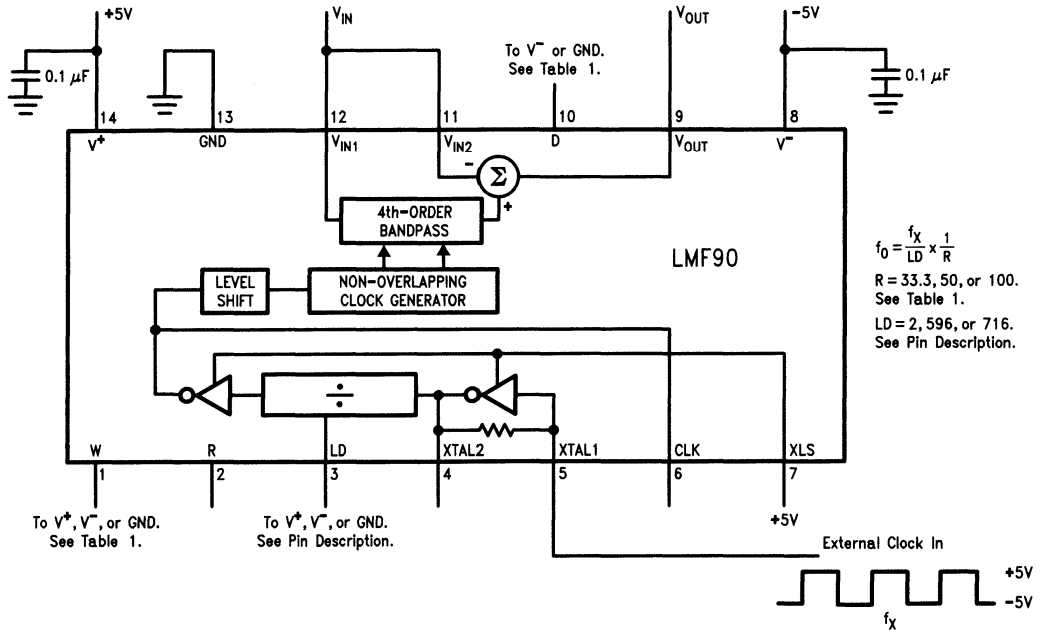 +5V
V_IN
V_OUT
-5V
To V⁻ or GND.
See Table 1.
0.1 μF
0.1 μF
14
13
12
11
10
9
8
V⁺
GND
V_IN1
V_IN2
D
V_OUT
V⁻
-
Σ
+
4th-ORDER
BANDPASS
LMF90
LEVEL
SHIFT
NON-OVERLAPPING
CLOCK GENERATOR
f₀ = f_X/LD × 1/R
R = 33.3, 50, or 100.
See Table 1.
LD = 2, 596, or 716.
See Pin Description.
÷
W
R
LD
XTAL2
XTAL1
CLK
XLS
1
2
3
4
5
6
7
To V⁺, V⁻, or GND.
See Table 1.
To V⁺, V⁻, or GND.
See Pin Description.
+5V
External Clock In
+5V
-5V
f_X